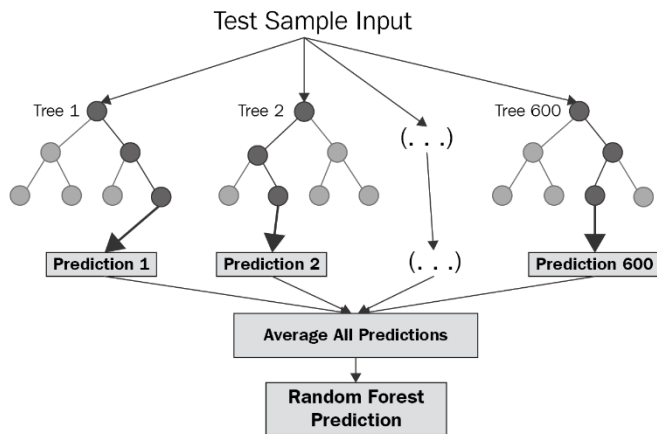 Test Sample Input
Tree 1
Tree 2
(. . .)
Tree 600
Prediction 1
Prediction 2
(. . .)
Prediction 600
Average All Predictions
Random Forest
Prediction